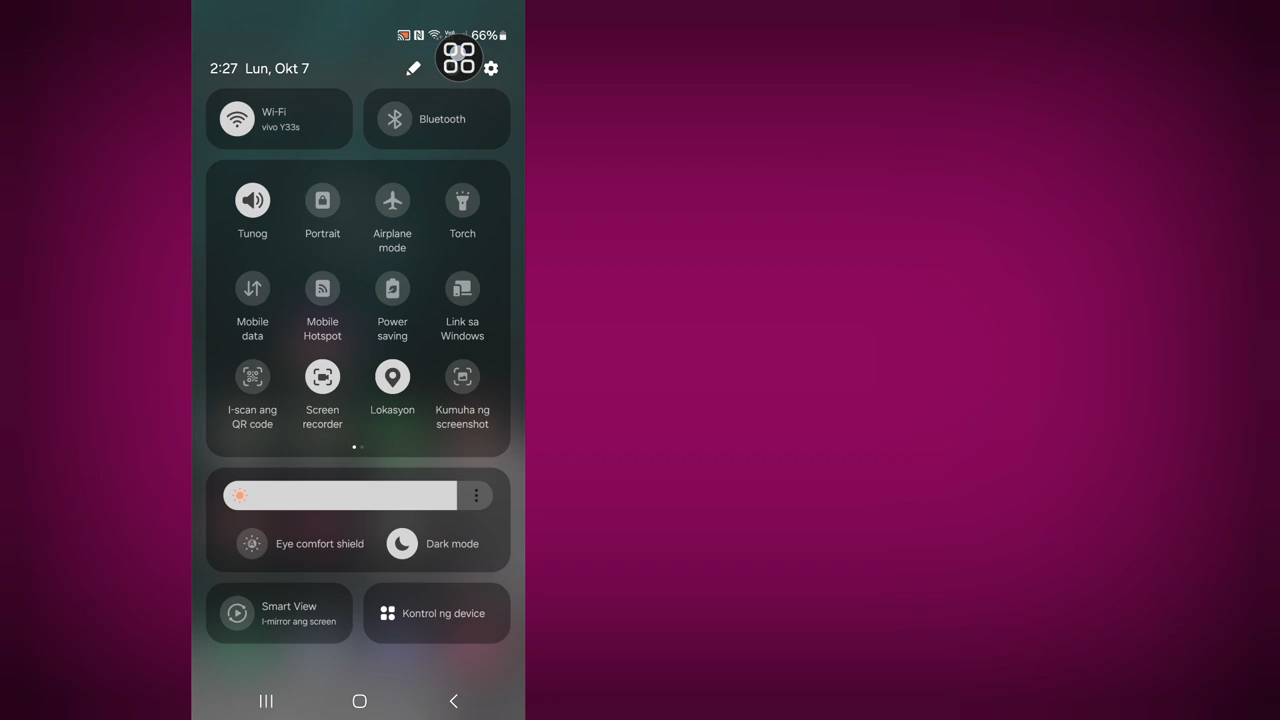 66%
2:27 Lun, Okt 7
Wi-Fi
vivo Y33s
Bluetooth
Tunog
Portrait
Airplane
mode
Torch
Mobile
data
Mobile
Hotspot
Power
saving
Link sa
Windows
I-scan ang
QR code
Screen
recorder
Lokasyon
Kumuha ng
screenshot
Eye comfort shield
Dark mode
Smart View
I-mirror ang screen
Kontrol ng device